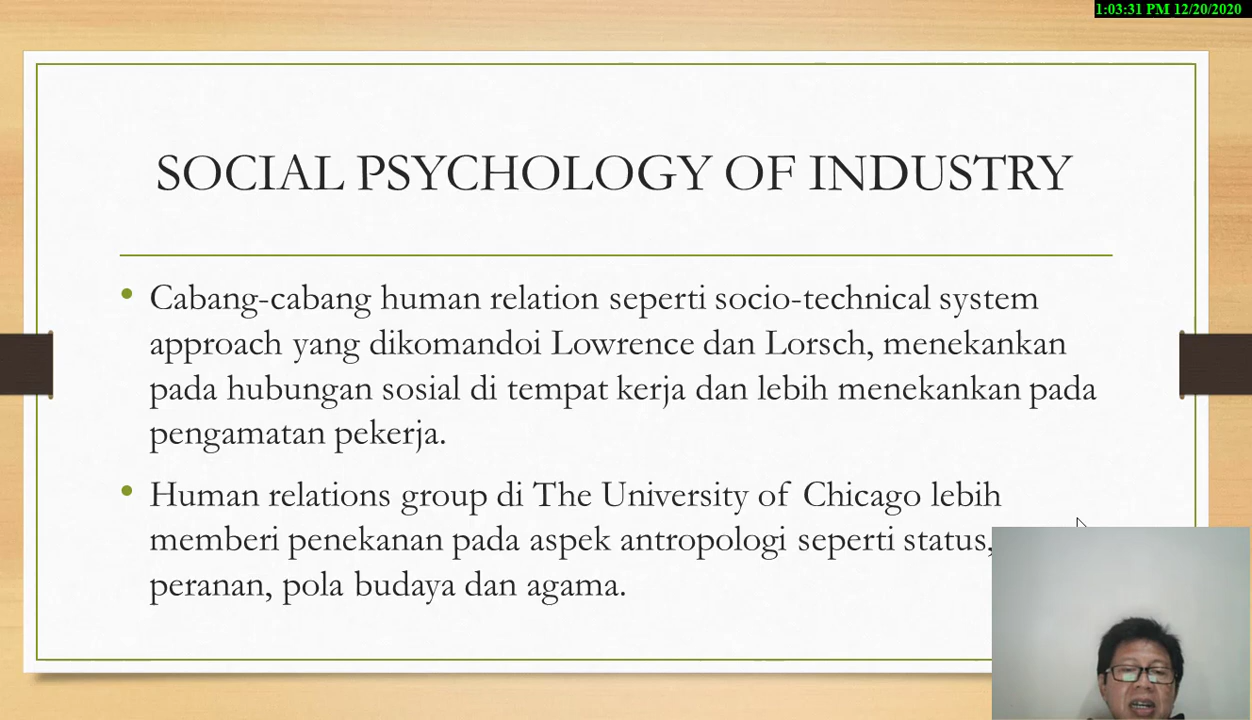 1:03:31 PM 12/20/2020
SOCIAL PSYCHOLOGY OF INDUSTRY
• Cabang-cabang human relation seperti socio-technical system
approach yang dikomandoi Lowrence dan Lorsch, menekankan
pada hubungan sosial di tempat kerja dan lebih menekankan pada
pengamatan pekerja.
• Human relations group di The University of Chicago lebih
memberi penekanan pada aspek antropologi seperti status,
peranan, pola budaya dan agama.